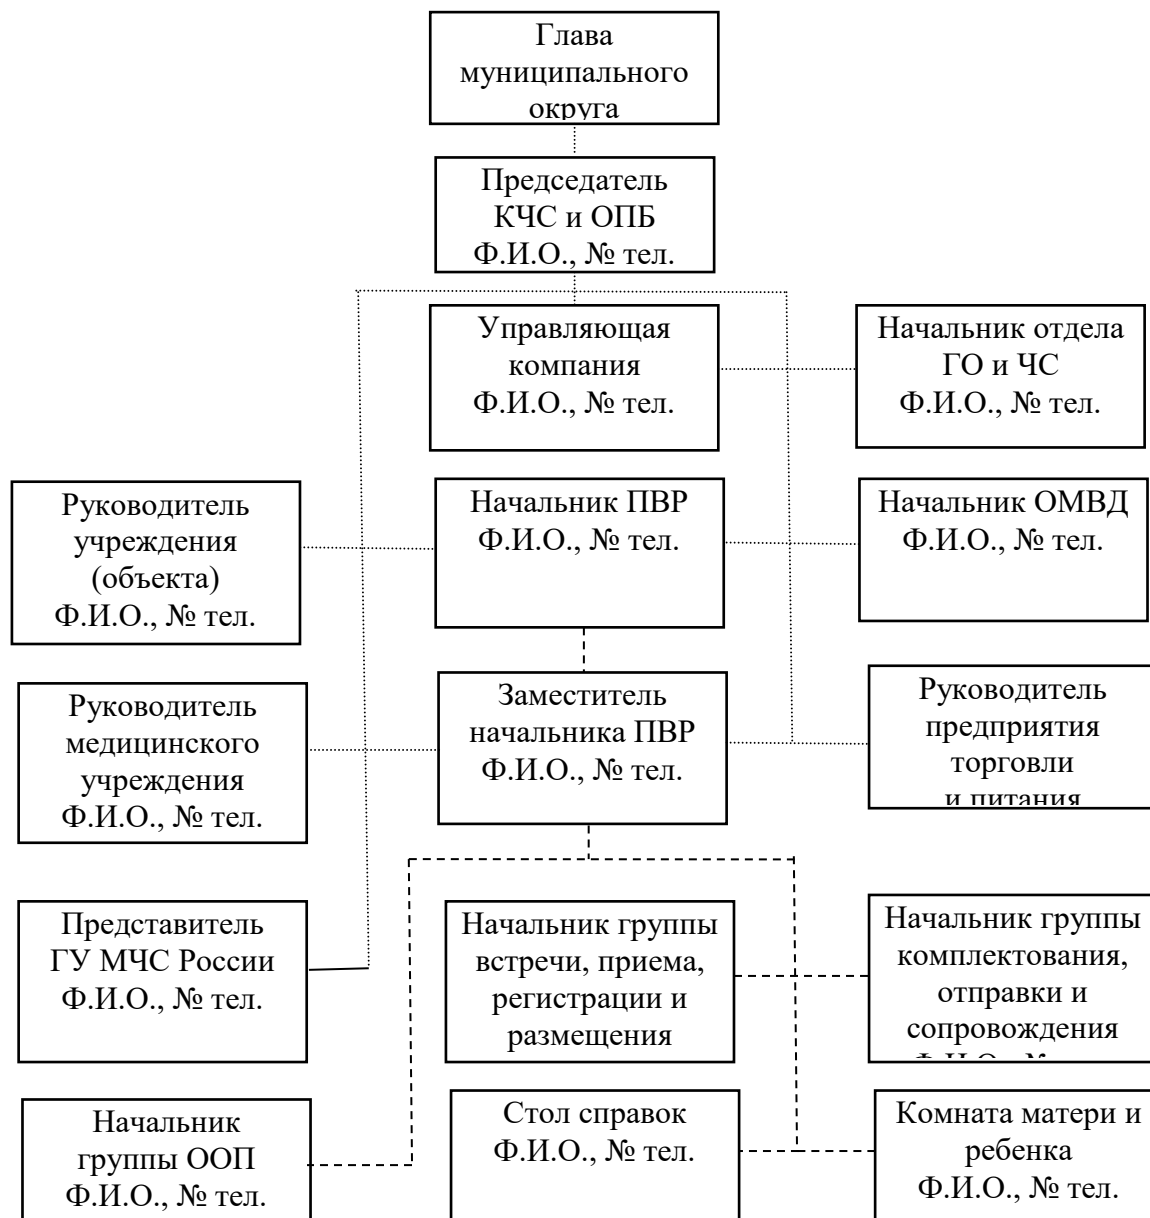 Глава
муниципального
округа
Председатель
КЧС и ОПБ
Ф.И.О., № тел.
Управляющая
компания
Ф.И.О., № тел.
Начальник отдела
ГО и ЧС
Ф.И.О., № тел.
Руководитель
учреждения
(объекта)
Ф.И.О., № тел.
Начальник ПВР
Ф.И.О., № тел.
Начальник ОМВД
Ф.И.О., № тел.
Руководитель
медицинского
учреждения
Ф.И.О., № тел.
Заместитель
начальника ПВР
Ф.И.О., № тел.
Руководитель
предприятия
торговли
и питания
Представитель
ГУ МЧС России
Ф.И.О., № тел.
Начальник группы
встречи, приема,
регистрации и
размещения
Начальник группы
комплектования,
отправки и
сопровождения
Ф.И.О., №
Начальник
группы ООП
Ф.И.О., № тел.
Стол справок
Ф.И.О., № тел.
Комната матери и
ребенка
Ф.И.О., № тел.